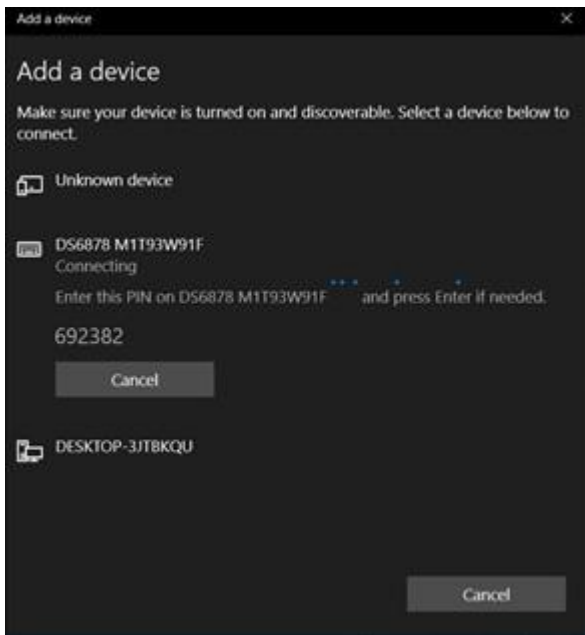 Add a device
Add a device
Make sure your device is turned on and discoverable. Select a device below to
connect.
Unknown device
DS6878 M1T93W91F
Connecting
Enter this PIN on DS6878 M1T93W91F and press Enter if needed.
692382
Cancel
DESKTOP-3JTBKQU
Cancel